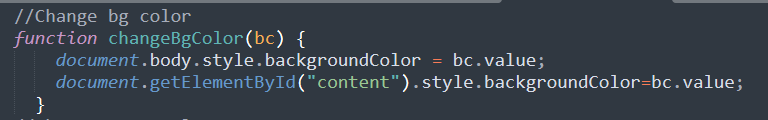 //Change bg color
function changeBgColor(bc) {
document.body.style.backgroundColor = bc.value;
document.getElementById("content").style.backgroundColor=bc.value;
}